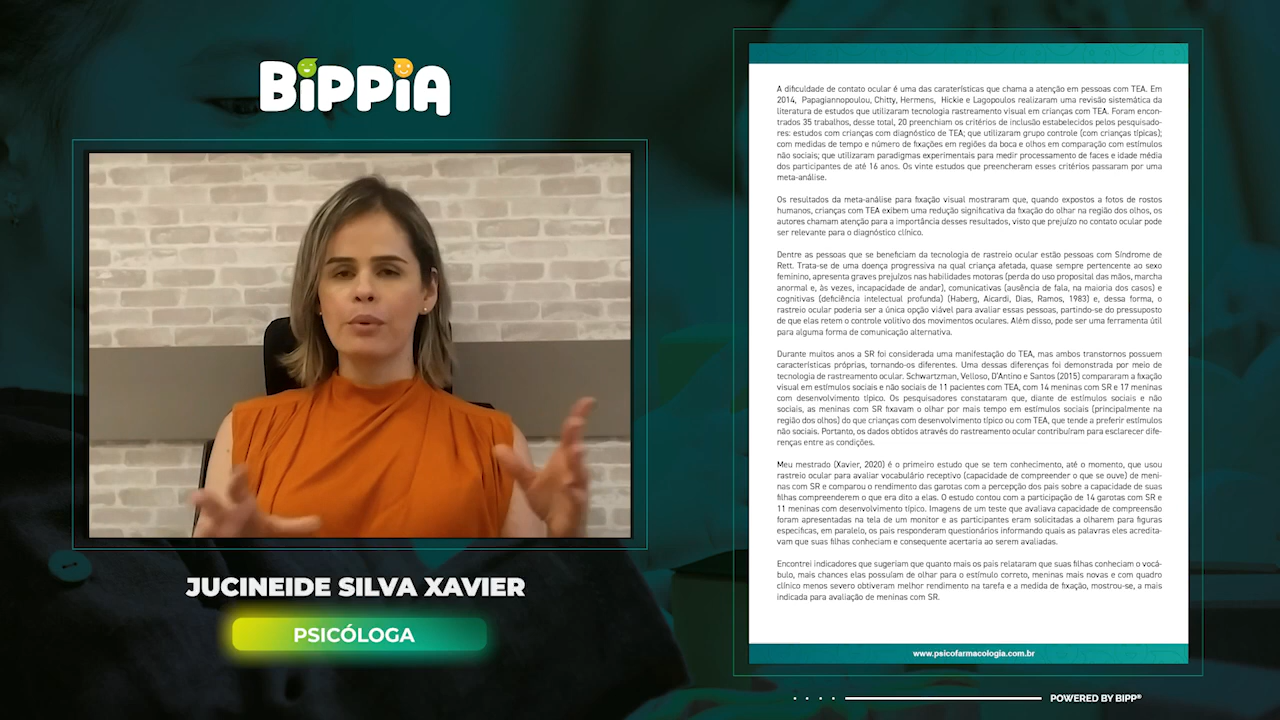 BiPPiA
JUCINEIDE SILVA XAVIER
PSICÓLOGA
A dificuldade de contato ocular é uma das caraterísticas que chama a atenção em pessoas com TEA. Em
2014, Papagiannopoulou, Chitty, Hermens, Hickie e Lagopoulos realizaram uma revisão sistemática da
literatura de estudos que utilizaram tecnologia rastreamento visual em crianças com TEA. Foram encon-
trados 35 trabalhos, desse total, 20 preenchiam os critérios de inclusão estabelecidos pelos pesquisado-
res: estudos com crianças com diagnóstico de TEA; que utilizaram grupo controle (com crianças típicas);
com medidas de tempo e número de fixações em regiões da boca e olhos em comparação com estímulos
não sociais; que utilizaram paradigmas experimentais para medir processamento de faces e idade média
dos participantes de até 16 anos. Os vinte estudos que preencheram esses critérios passaram por uma
meta-análise.
Os resultados da meta-análise para fixação visual mostraram que, quando expostos a fotos de rostos
humanos, crianças com TEA exibem uma redução significativa da fixação do olhar na região dos olhos, os
autores chamam atenção para a importância desses resultados, visto que prejuízo no contato ocular pode
ser relevante para o diagnóstico clínico.
Dentre as pessoas que se beneficiam da tecnologia de rastreio ocular estão pessoas com Síndrome de
Rett. Trata-se de uma doença progressiva na qual criança afetada, quase sempre pertencente ao sexo
feminino, apresenta graves prejuízos nas habilidades motoras (perda do uso proposital das mãos, marcha
anormal e, às vezes, incapacidade de andar), comunicativas (ausência de fala, na maioria dos casos) e
cognitivas (deficiência intelectual profunda) (Haberg, Aicardi, Dias, Ramos, 1983) e, dessa forma, o
rastreio ocular poderia ser a única opção viável para avaliar essas pessoas, partindo-se do pressuposto
de que elas retem o controle volitivo dos movimentos oculares. Além disso, pode ser uma ferramenta útil
para alguma forma de comunicação alternativa.
Durante muitos anos a SR foi considerada uma manifestação do TEA, mas ambos transtornos possuem
características próprias, tornando-os diferentes. Uma dessas diferenças foi demonstrada por meio de
tecnologia de rastreamento ocular. Schwartzman, Velloso, D'Antino e Santos (2015) compararam a fixação
visual em estímulos sociais e não sociais de 11 pacientes com TEA, com 14 meninas com SR e 17 meninas
com desenvolvimento típico. Os pesquisadores constataram que, diante de estímulos sociais e não
sociais, as meninas com SR fixavam o olhar por mais tempo em estímulos sociais (principalmente na
região dos olhos) do que crianças com desenvolvimento típico ou com TEA, que tende a preferir estímulos
não sociais. Portanto, os dados obtidos através do rastreamento ocular contribuíram para esclarecer dife-
renças entre as condições.
Meu mestrado (Xavier, 2020) é o primeiro estudo que se tem conhecimento, até o momento, que usou
rastreio ocular para avaliar vocabulário receptivo (capacidade de compreender o que se ouve) de meni-
nas com SR e comparou o rendimento das garotas com a percepção dos pais sobre a capacidade de suas
filhas compreenderem o que era dito a elas. O estudo contou com a participação de 14 garotas com SR e
11 meninas com desenvolvimento típico. Imagens de um teste que avaliava capacidade de compreensão
foram apresentadas na tela de um monitor e as participantes eram solicitadas a olharem para figuras
específicas, em paralelo, os pais responderam questionários informando quais as palavras eles acredita-
vam que suas filhas conheciam e consequente acertaria ao serem avaliadas.
Encontrei indicadores que sugeriam que quanto mais os pais relataram que suas filhas conheciam o vocá-
bulo, mais chances elas possuíam de olhar para o estímulo correto, meninas mais novas e com quadro
clínico menos severo obtiveram melhor rendimento na tarefa e a medida de fixação, mostrou-se, a mais
indicada para avaliação de meninas com SR.
www.psicofarmacologia.com.br
POWERED BY BIPP®